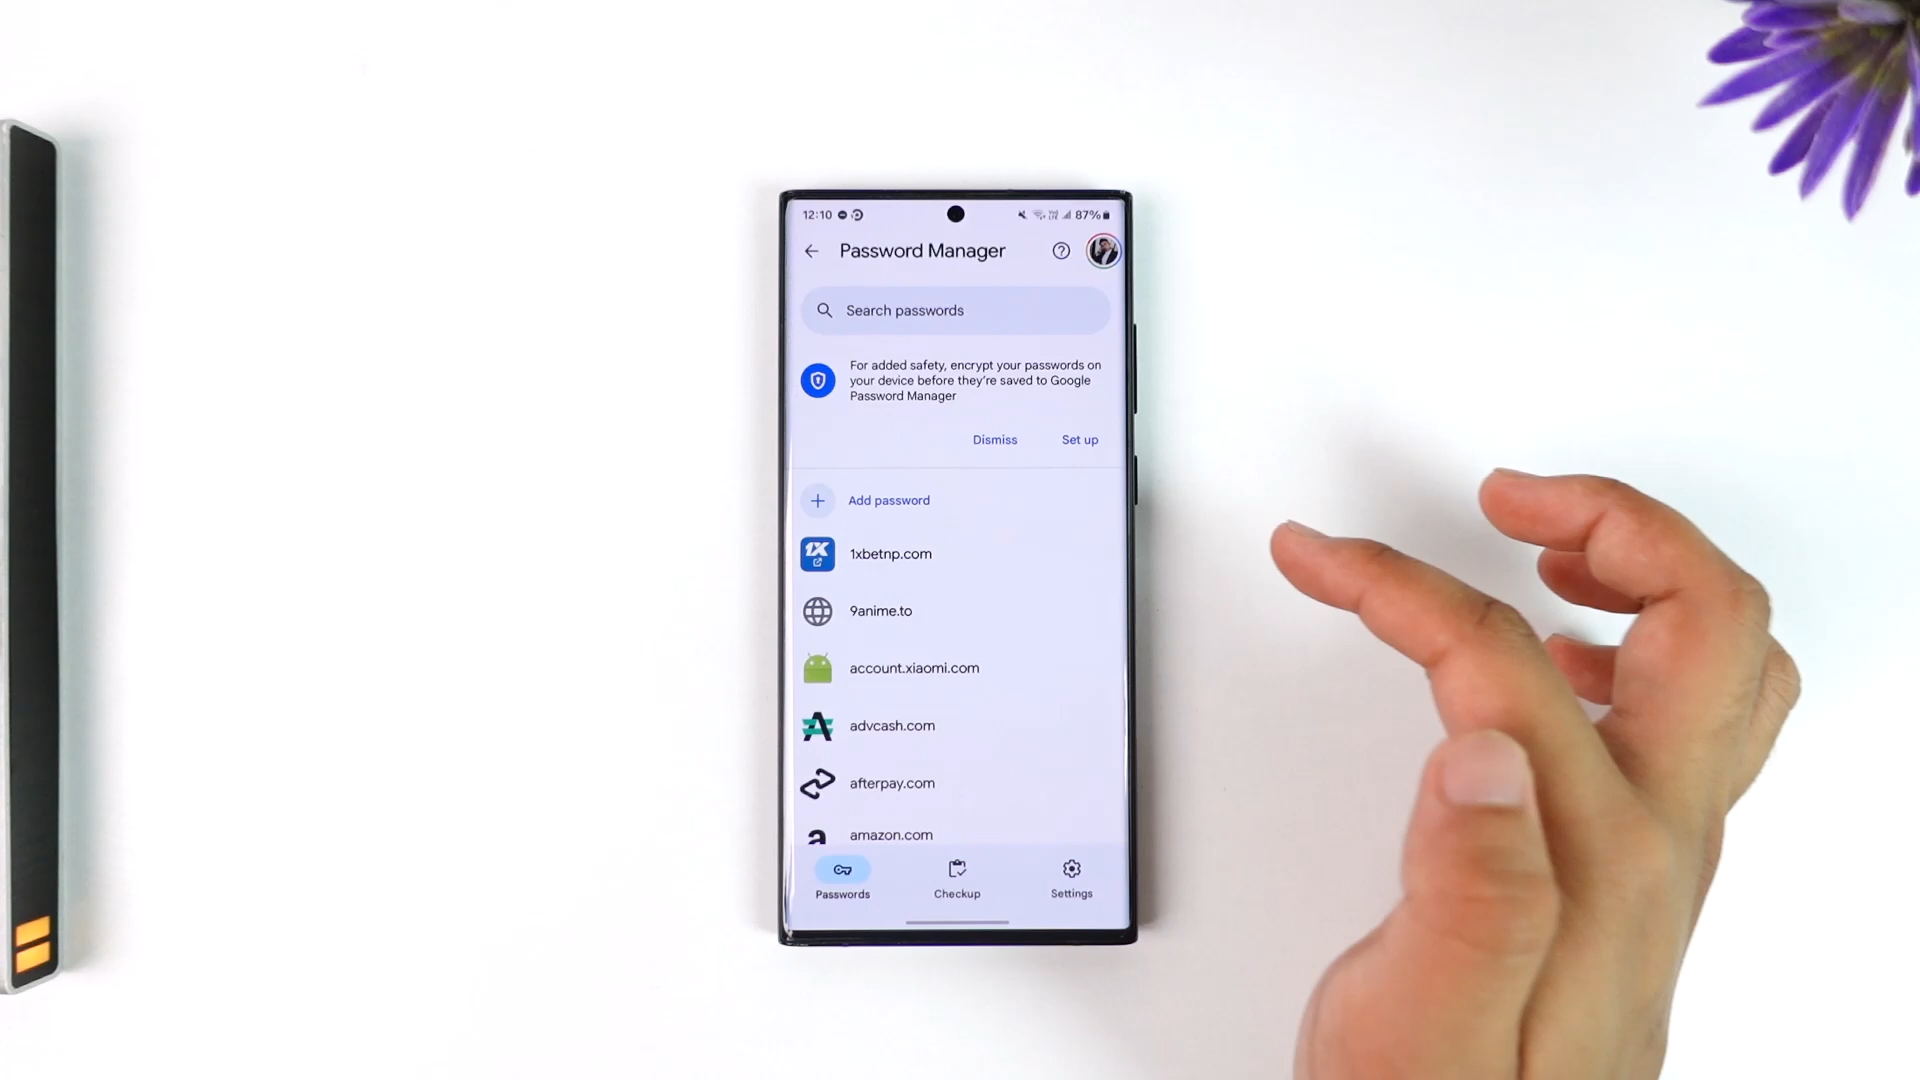 12:10
87%
Password Manager
Search passwords
For added safety, encrypt your passwords on
your device before they're saved to Google
Password Manager
Dismiss Set up
Add password
1xbetnp.com
9anime.to
account.xiaomi.com
advcash.com
afterpay.com
amazon.com
Passwords Checkup Settings